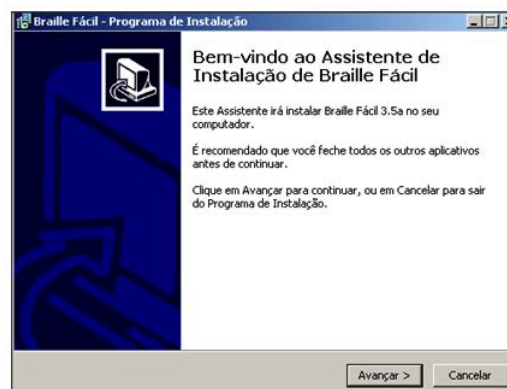 Braille Fácil - Programa de Instalação
Bem-vindo ao Assistente de
Instalação de Braille Fácil
Este Assistente irá instalar Braille Fácil 3.5a no seu
computador.
É recomendado que você feche todos os outros aplicativos
antes de continuar.
Clique em Avançar para continuar, ou em Cancelar para sair
do Programa de Instalação.
Avançar >
Cancelar